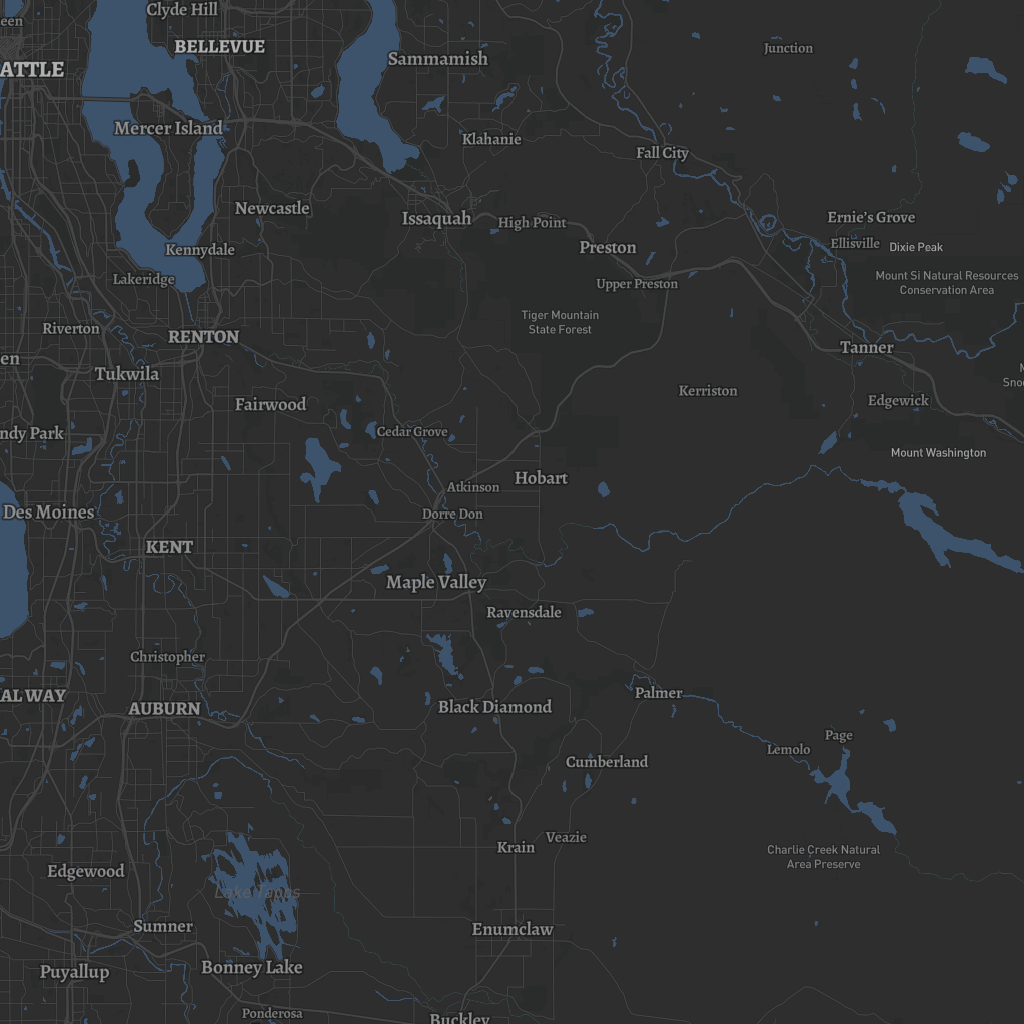 Clyde Hill
een
BELLEVUE
Junction
Sammamish
ATTLE
Mercer Island
Klahanie
Fall City
Newcastle
Issaquah
High Point
Ernie's Grove
Kennydale
Preston
Ellisville
Dixie Peak
Lakeridge
Upper Preston
Mount Si Natural Resources
Conservation Area
Tiger Mountain
State Forest
Riverton
RENTON
Tanner
en
Tukwila
Snoq
Kerriston
Edgewick
Fairwood
ndy Park
Cedar Grove
Mount Washington
Hobart
Atkinson
Des Moines
Dorre Don
KENT
Maple Valley
Ravensdale
Christopher
AL WAY
Palmer
AUBURN
Black Diamond
Page
Lemolo
Cumberland
Veazie
Krain
Charlie Creek Natural
Area Preserve
Edgewood
Lake Tapps
Sumner
Enumclaw
Bonney Lake
Puyallup
Ponderosa
Buckley